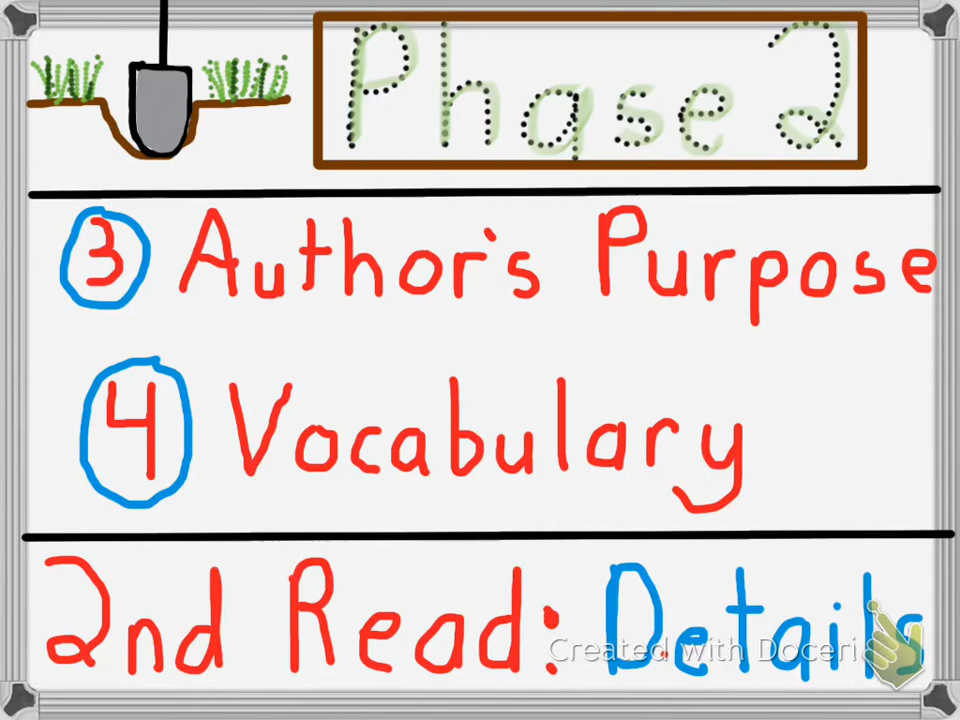 Phase 2
3 Author's Purpose
4 Vocabulary
2nd Read: Details
Created with Doceri